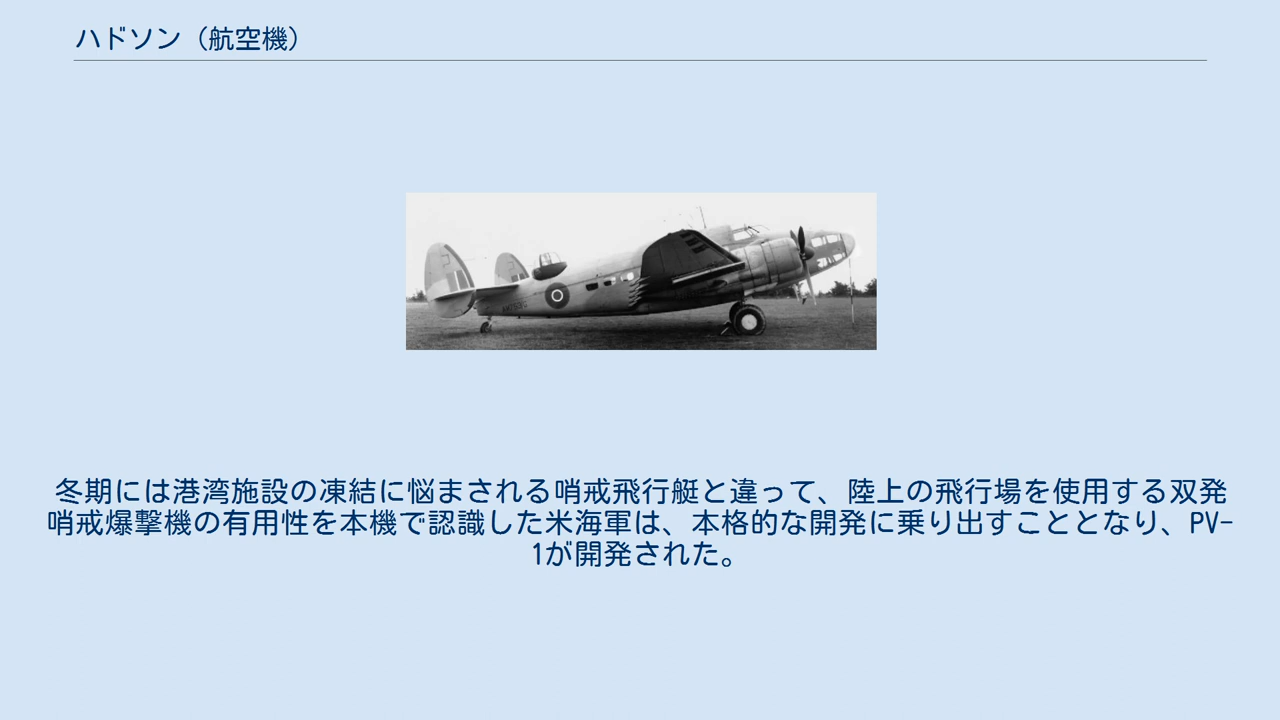 ハドソン（航空機）
冬期には港湾施設の凍結に悩まされる哨戒飛行艇と違って、陸上の飛行場を使用する双発
哨戒爆撃機の有用性を本機で認識した米海軍は、本格的な開発に乗り出すこととなり、PV-
1が開発された。